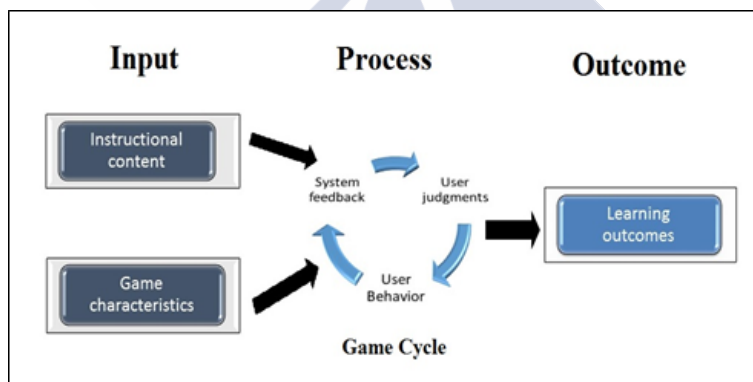 Input
Process
Outcome
Instructional
content
System
feedback
User
judgments
Learning
outcomes
Game
characteristics
User
Behavior
Game Cycle